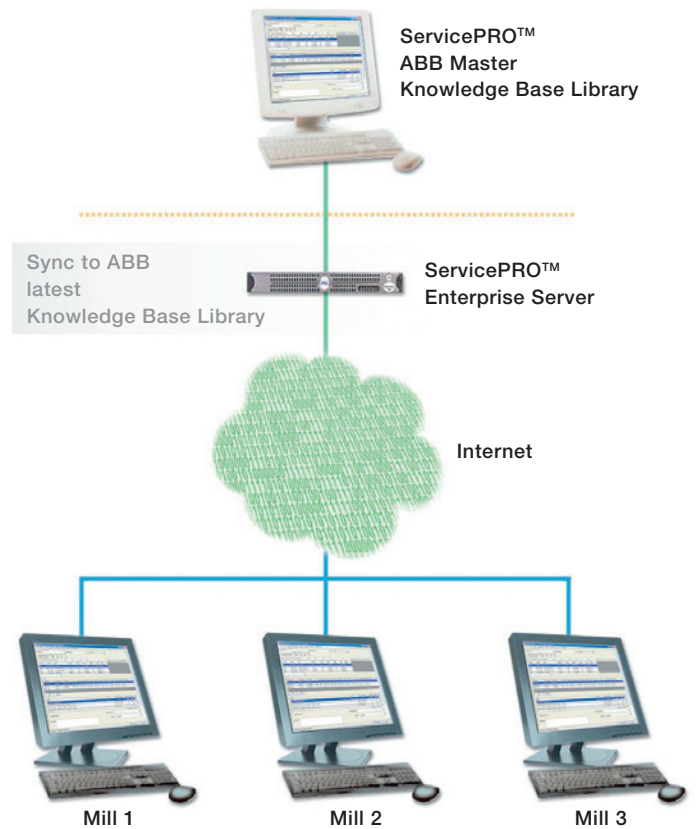 ServicePRO™
ABB Master
Knowledge Base Library
Sync to ABB
latest
Knowledge Base Library
ServicePRO™
Enterprise Server
Internet
Mill 1
Mill 2
Mill 3